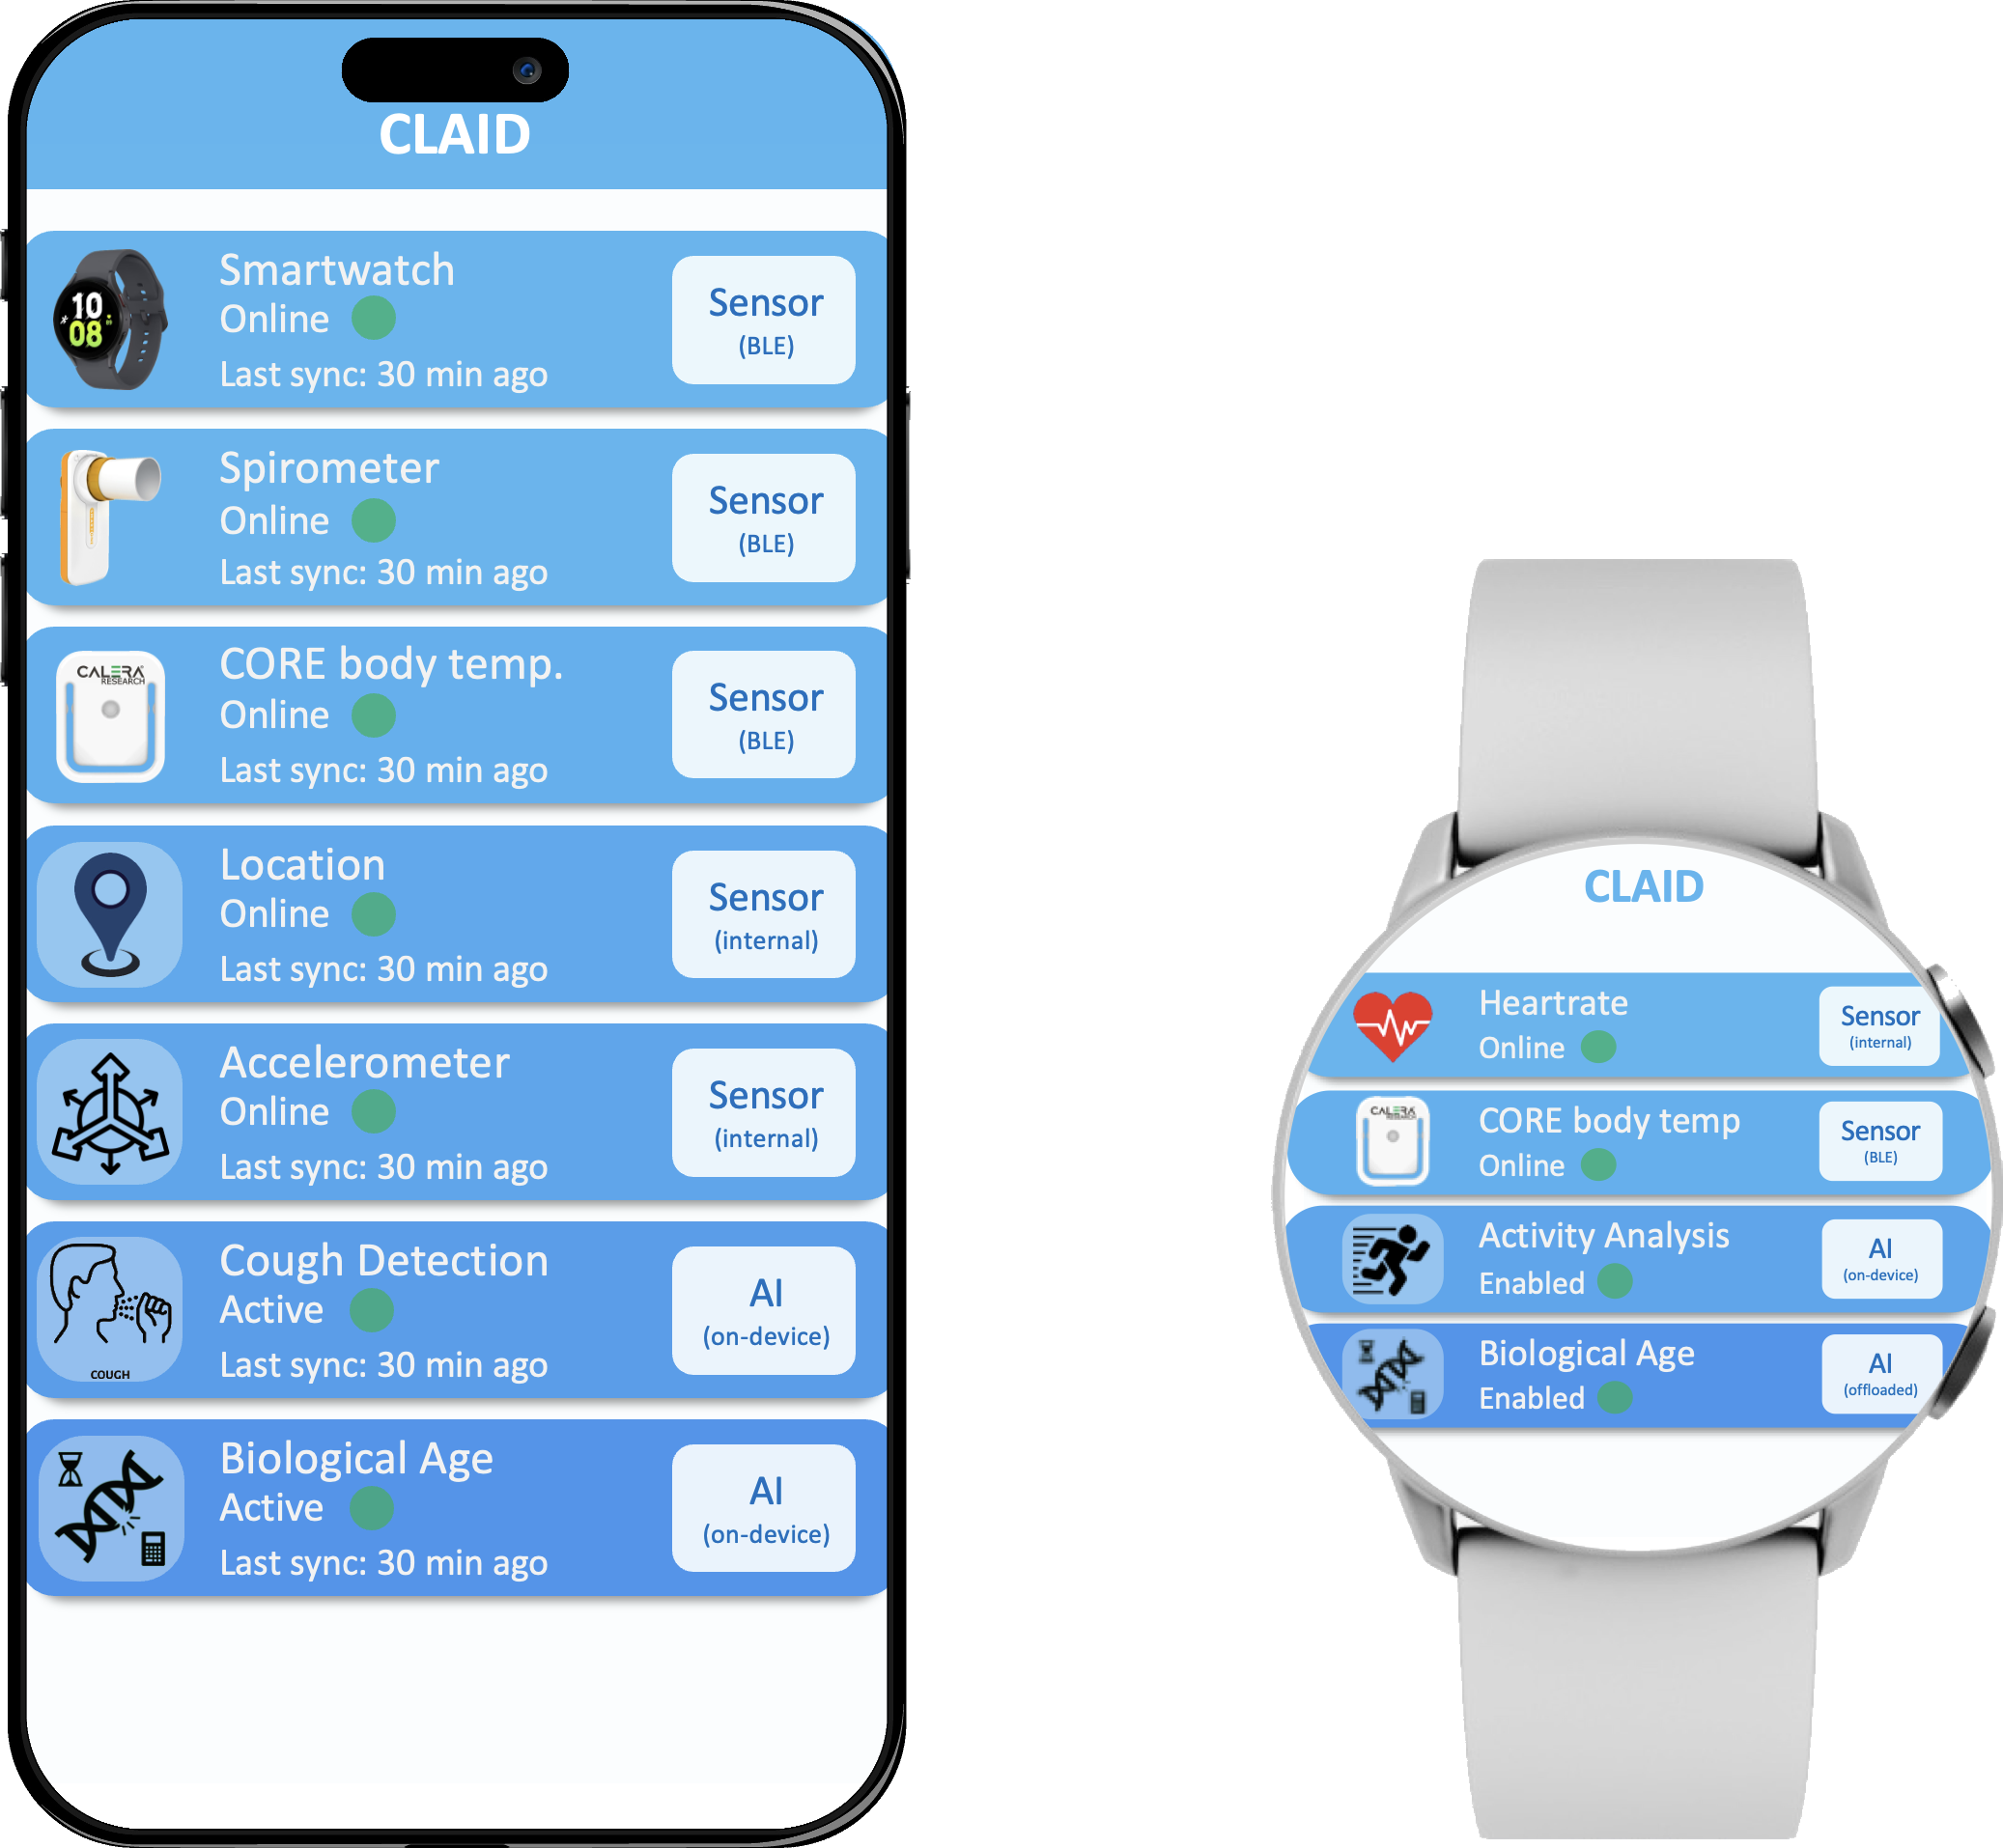 CLAID
10
08
Smartwatch
Online
Last sync: 30 min ago
Sensor
(BLE)
Spirometer
Online
Last sync: 30 min ago
Sensor
(BLE)
CALERA
RESEARCH
CORE body temp.
Online
Last sync: 30 min ago
Sensor
(BLE)
Location
Online
Last sync: 30 min ago
Sensor
(internal)
Accelerometer
Online
Last sync: 30 min ago
Sensor
(internal)
COUGH
Cough Detection
Active
Last sync: 30 min ago
AI
(on-device)
Biological Age
Active
Last sync: 30 min ago
AI
(on-device)
CLAID
Heartrate
Online
Sensor
(internal)
CALERA
RESEARCH
CORE body temp
Online
Sensor
(BLE)
Activity Analysis
Enabled
AI
(on-device)
Biological Age
Enabled
AI
(offloaded)